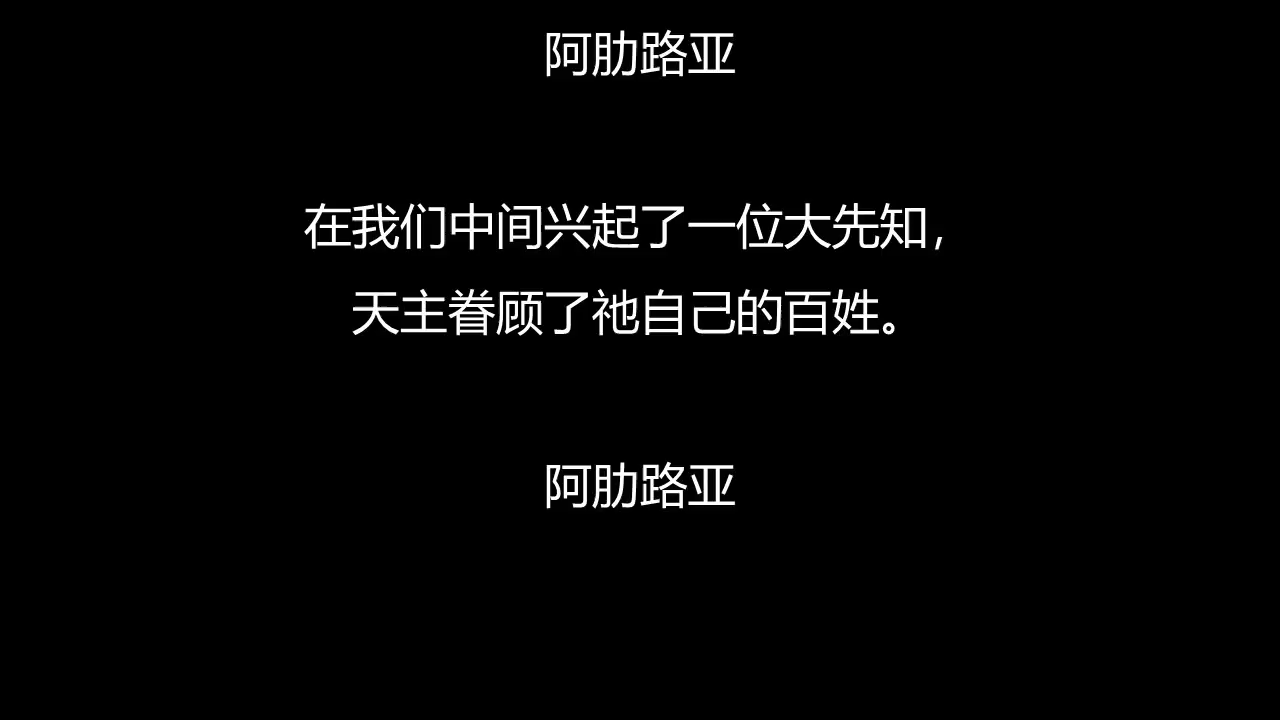 阿肋路亚
在我们中间兴起了一位大先知，
天主眷顾了祂自己的百姓。
阿肋路亚